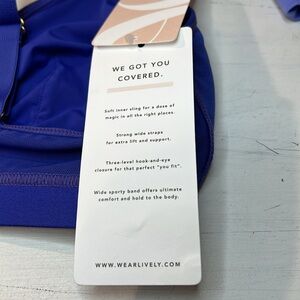 WE GOT YOU
COVERED.
Soft inner sling for a dose of
magic in all the right places.
Strong wide straps
for extra lift and support.
Three-level hook-and-eye
closure for that perfect "you fit".
Wide sporty band offers ultimate
comfort and hold to the body.
WWW.WEARLIVELY.COM